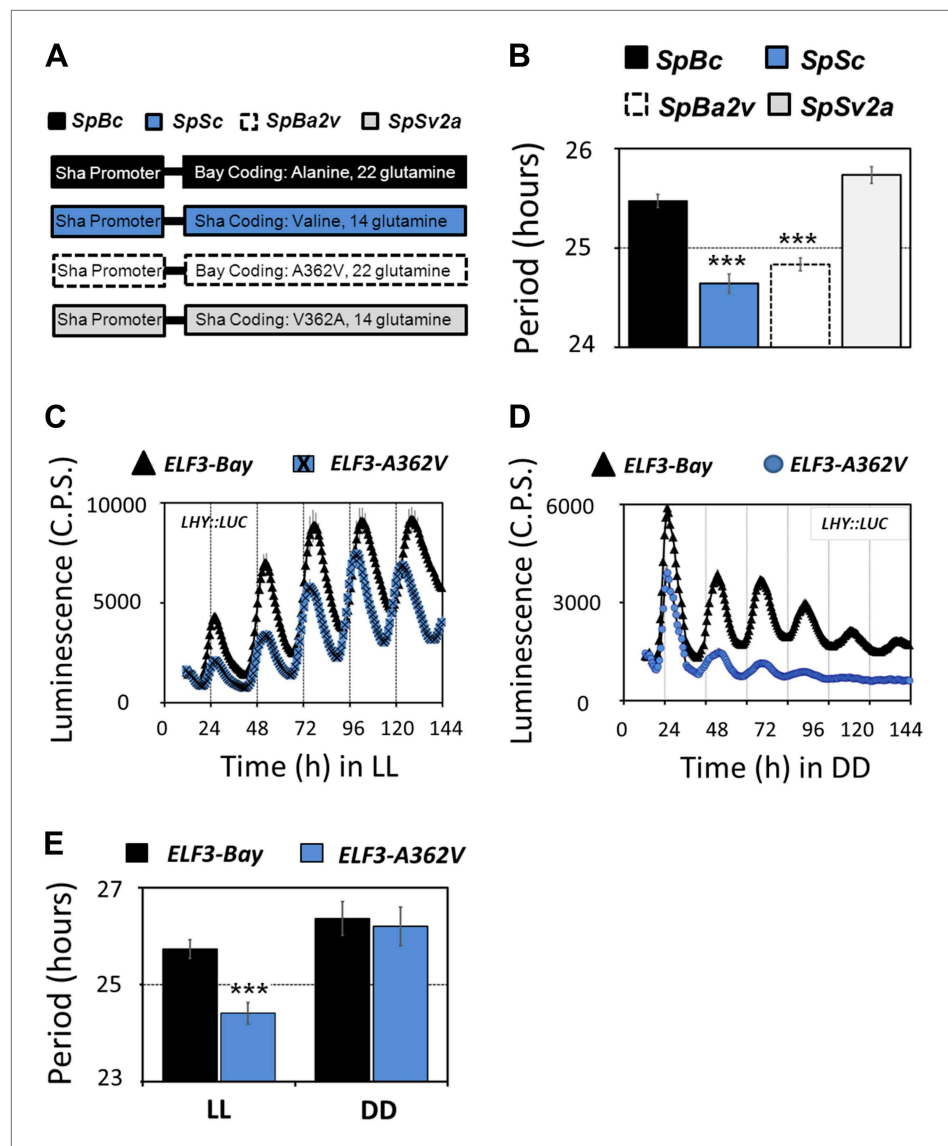 A
SpBc SpSc SpBa2v SpSv2a
Sha Promoter Bay Coding: Alanine, 22 glutamine
Sha Promoter Sha Coding: Valine, 14 glutamine
Sha Promoter Bay Coding: A362V, 22 glutamine
Sha Promoter Sha Coding: V362A, 14 glutamine
B
SpBc SpSc
SpBa2v SpSv2a
Period (hours)
26
25
24
*** ***
C
ELF3-Bay ELF3-A362V
Luminescence (C.P.S.)
10000
5000
0
LHY::LUC
0 24 48 72 96 120 144
Time (h) in LL
D
ELF3-Bay ELF3-A362V
Luminescence (C.P.S.)
6000
3000
0
LHY::LUC
0 24 48 72 96 120 144
Time (h) in DD
E
ELF3-Bay ELF3-A362V
Period (hours)
27
25
23
***
LL DD